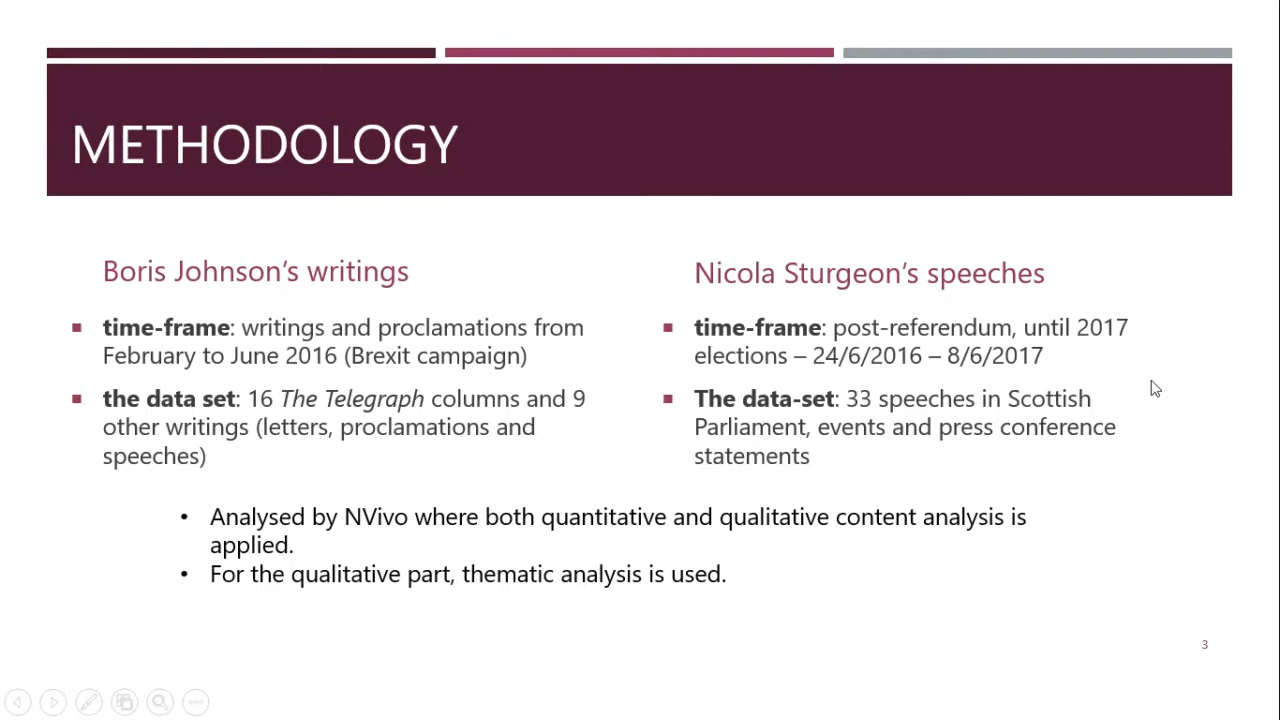 METHODOLOGY
Boris Johnson's writings
▪ time-frame: writings and proclamations from
February to June 2016 (Brexit campaign)
▪ the data set: 16 The Telegraph columns and 9
other writings (letters, proclamations and
speeches)
Nicola Sturgeon's speeches
▪ time-frame: post-referendum, until 2017
elections – 24/6/2016 – 8/6/2017
▪ The data-set: 33 speeches in Scottish
Parliament, events and press conference
statements
• Analysed by NVivo where both quantitative and qualitative content analysis is
applied.
• For the qualitative part, thematic analysis is used.
3